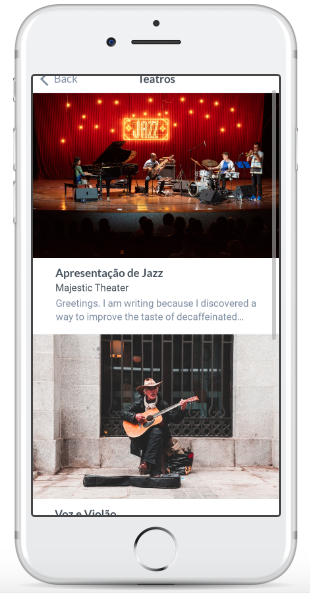 Back
Teatros
JAZZ
Apresentação de Jazz
Majestic Theater
Greetings. I am writing because I discovered a
way to improve the taste of decaffeinated...
Voz e Violão